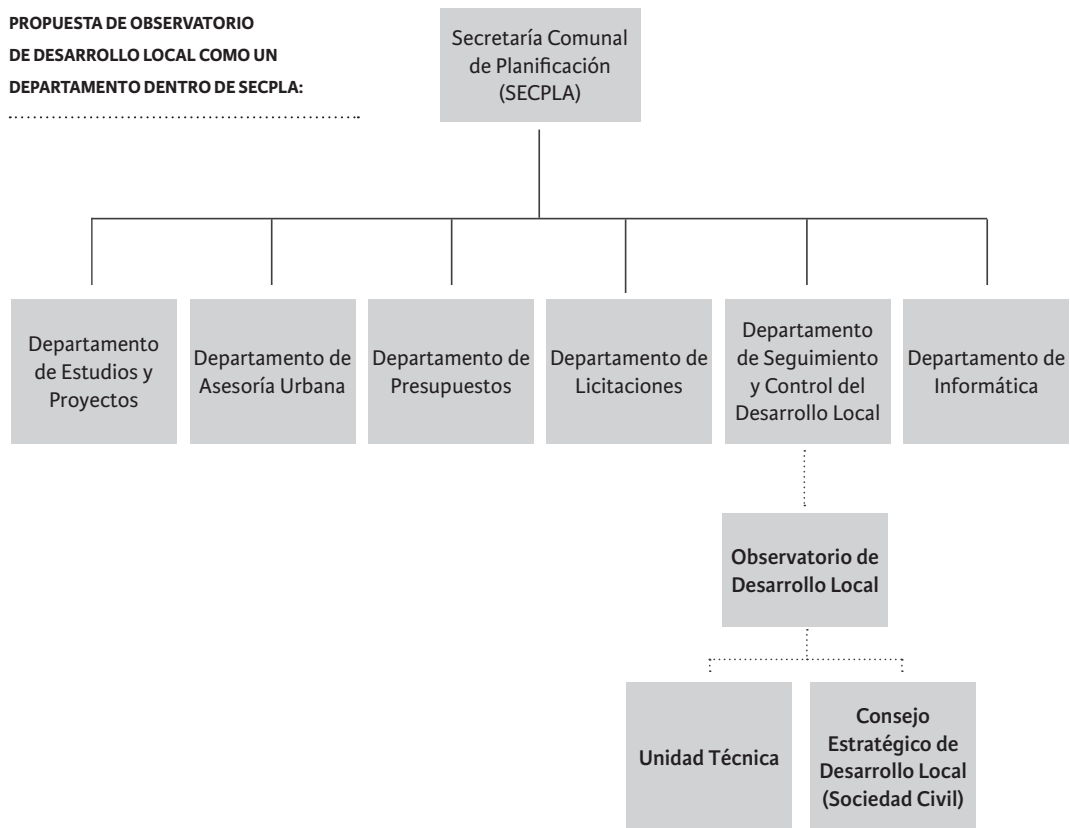 PROPUESTA DE OBSERVATORIO
DE DESARROLLO LOCAL COMO UN
DEPARTAMENTO DENTRO DE SECPLA:
Secretaría Comunal
de Planificación
(SECPLA)
Departamento
de Estudios y
Proyectos
Departamento de
Asesoría Urbana
Departamento de
Presupuestos
Departamento de
Licitaciones
Departamento
de Seguimiento
y Control del
Desarrollo Local
Departamento de
Informática
Observatorio de
Desarrollo Local
Unidad Técnica
Consejo
Estratégico de
Desarrollo Local
(Sociedad Civil)